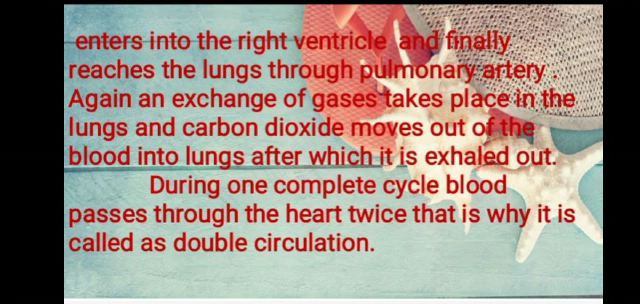 enters into the right ventricle and finally
reaches the lungs through pulmonary artery .
Again an exchange of gases takes place in the
lungs and carbon dioxide moves out of the
blood into lungs after which it is exhaled out.
During one complete cycle blood
passes through the heart twice that is why it is
called as double circulation.